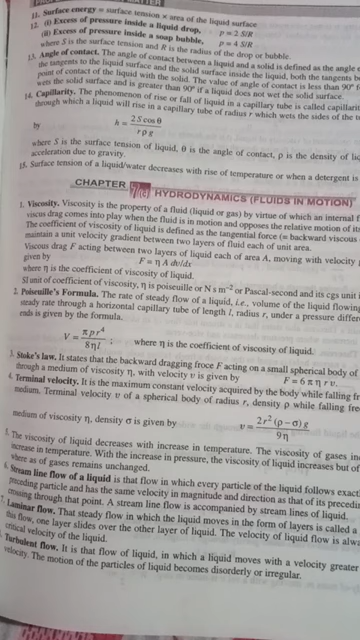 11. Surface energy = surface tension × area of the liquid surface
12. (i) Excess of pressure inside a liquid drop, p = 2 S/R
(ii) Excess of pressure inside a soap bubble, p = 4 S/R
where S is the surface tension and R is the radius of the drop or bubble.
13. Angle of contact. The angle of contact between a liquid and a solid is defined as the angle
the tangents to the liquid surface and the solid surface inside the liquid, both the tangents
point of contact of the liquid with the solid. The value of angle of contact is less than 90°
wets the solid surface and is greater than 90° if a liquid does not wet the solid surface.
14. Capillarity. The phenomenon of rise or fall of liquid in a capillary tube is called
through which a liquid will rise in a capillary tube of radius r which wets the sides of the
by h = 2 S cos θ / r ρ g
where S is the surface tension of liquid, θ is the angle of contact, ρ is the density of
acceleration due to gravity.
15. Surface tension of a liquid/water decreases with rise of temperature or when a detergent is
CHAPTER 7(c) HYDRODYNAMICS (FLUIDS IN MOTION)
1. Viscosity. Viscosity is the property of a fluid (liquid or gas) by virtue of which an internal
viscus drag comes into play when the fluid is in motion and opposes the relative motion of
The coefficient of viscosity of liquid is defined as the tangential force (= backward viscous
maintain a unit velocity gradient between two layers of fluid each of unit area.
Viscous drag F acting between two layers of liquid each of area A, moving with velocity
given by F = η A dv/dx
where η is the coefficient of viscosity of liquid.
SI unit of coefficient of viscosity, η is poiseuille or N s m⁻² or Pascal-second and its cgs unit
2. Poiseuille's Formula. The rate of steady flow of a liquid, i.e., volume of the liquid flowing
steady rate through a horizontal capillary tube of length l, radius r, under a pressure
ends is given by the formula.
V = π p r⁴ / 8 η l ; where η is the coefficient of viscosity of liquid.
3. Stoke's law. It states that the backward dragging froce F acting on a small spherical body of
through a medium of viscosity η, with velocity v is given by F = 6 π η r v.
4. Terminal velocity. It is the maximum constant velocity acquired by the body while falling
medium. Terminal velocity v of a spherical body of radius r, density ρ while falling
medium of viscosity η, density σ is given by v = 2 r² (ρ – σ) g / 9 η
5. The viscosity of liquid decreases with increase in temperature. The viscosity of gases
increase in temperature. With the increase in pressure, the viscosity of liquid increases but of
as of gases remains unchanged.
6. Stream line flow of a liquid is that flow in which every particle of the liquid follows
preceding particle and has the same velocity in magnitude and direction as that of its
crossing through that point. A stream line flow is accompanied by stream lines of liquid.
7. Laminar flow. That steady flow in which the liquid moves in the form of layers is called a
this flow, one layer slides over the other layer of liquid. The velocity of liquid flow is
critical velocity of the liquid.
Turbulent flow. It is that flow of liquid, in which a liquid moves with a velocity greater
velocity. The motion of the particles of liquid becomes disorderly or irregular.